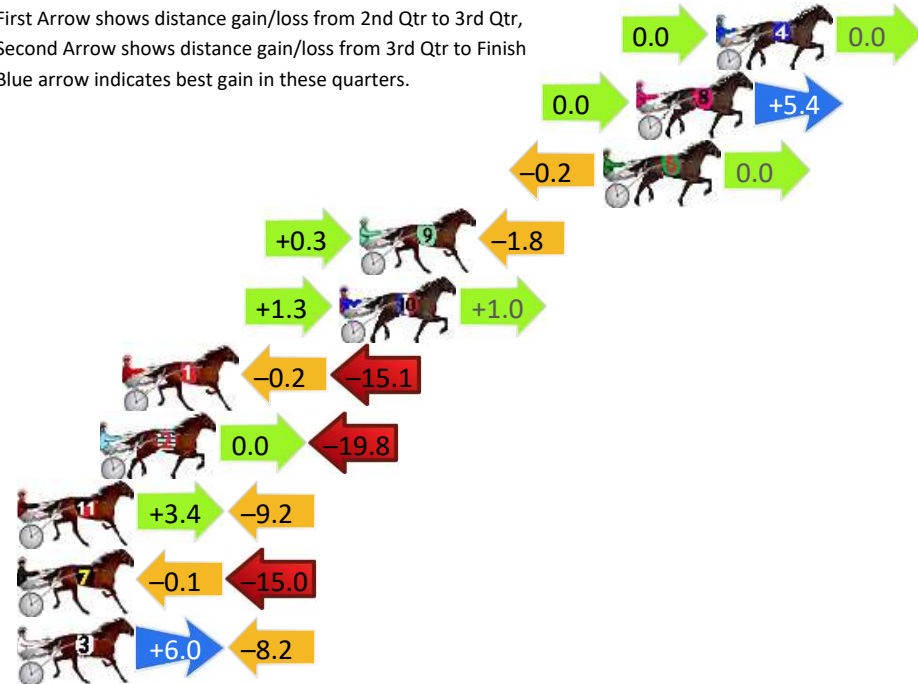 First Arrow shows distance gain/loss from 2nd Qtr to 3rd Qtr,
Second Arrow shows distance gain/loss from 3rd Qtr to Finish
Blue arrow indicates best gain in these quarters.
0.0 4 0.0
0.0 8 +5.4
–0.2 5 0.0
+0.3 9 –1.8
+1.3 10 +1.0
1 –0.2 –15.1
2 0.0 –19.8
11 +3.4 –9.2
7 –0.1 –15.0
3 +6.0 –8.2